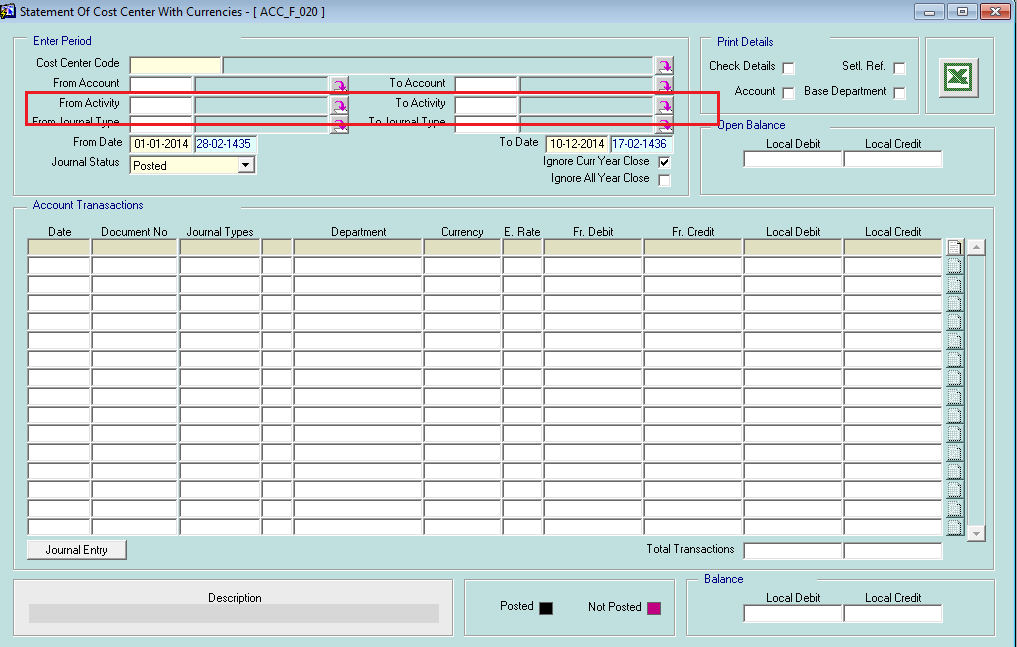 Statement Of Cost Center With Currencies - [ ACC_F_020 ]
Enter Period
Cost Center Code
From Account To Account
From Activity To Activity
From Journal Type To Journal Type
From Date 01-01-2014 28-02-1435 To Date 10-12-2014 17-02-1436
Journal Status Posted Ignore Curr Year Close
Ignore All Year Close
Print Details
Check Details Setl. Ref.
Account Base Department
Open Balance
Local Debit Local Credit
Account Tranasactions
Date Document No Journal Types Department Currency E. Rate Fr. Debit Fr. Credit Local Debit Local Credit
Journal Entry Total Transactions
Description
Posted Not Posted
Balance
Local Debit Local Credit